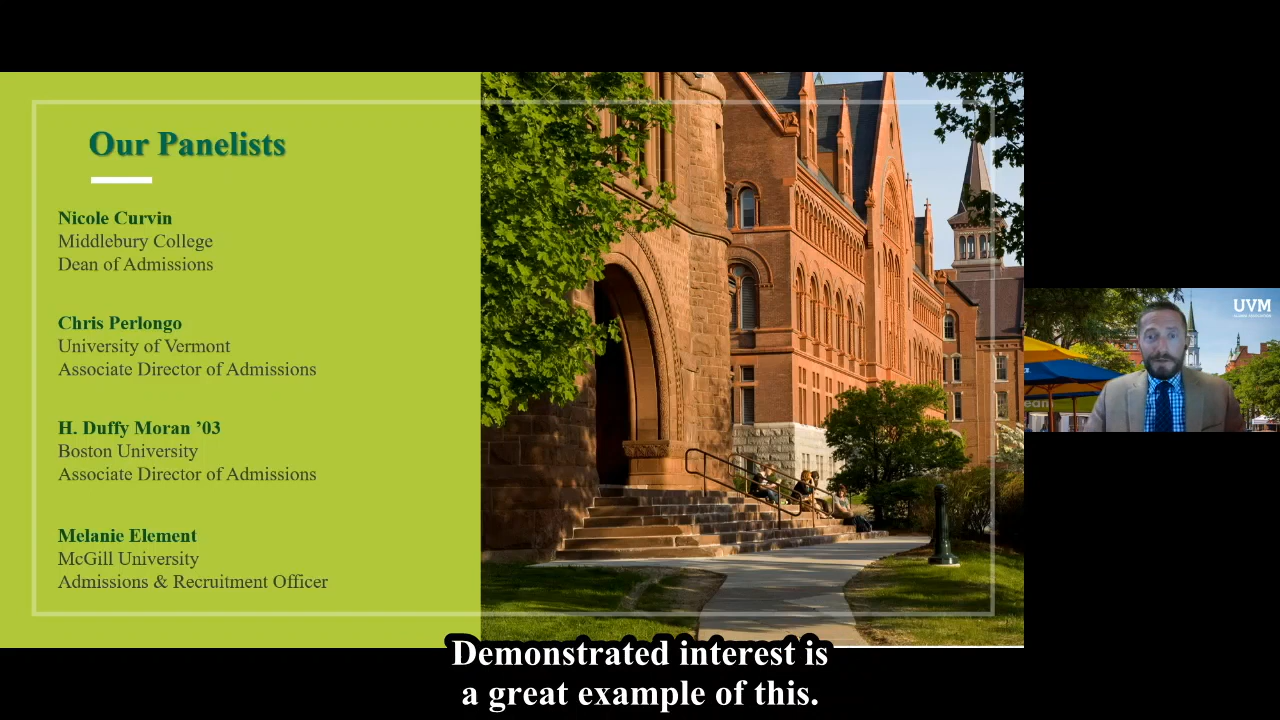 Our Panelists
Nicole Curvin
Middlebury College
Dean of Admissions
Chris Perlongo
University of Vermont
Associate Director of Admissions
H. Duffy Moran ’03
Boston University
Associate Director of Admissions
Melanie Element
McGill University
Admissions & Recruitment Officer
UVM
Demonstrated interest is
a great example of this.